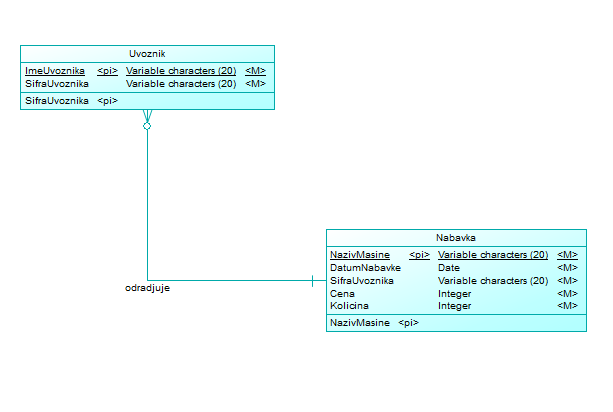 Uvoznik
ImeUvoznika <pi> Variable characters (20) <M>
SifraUvoznika Variable characters (20) <M>
SifraUvoznika <pi>
Nabavka
NazivMasine <pi> Variable characters (20) <M>
DatumNabavke Date <M>
SifraUvoznika Variable characters (20) <M>
Cena Integer <M>
Kolicina Integer <M>
NazivMasine <pi>
odradjuje